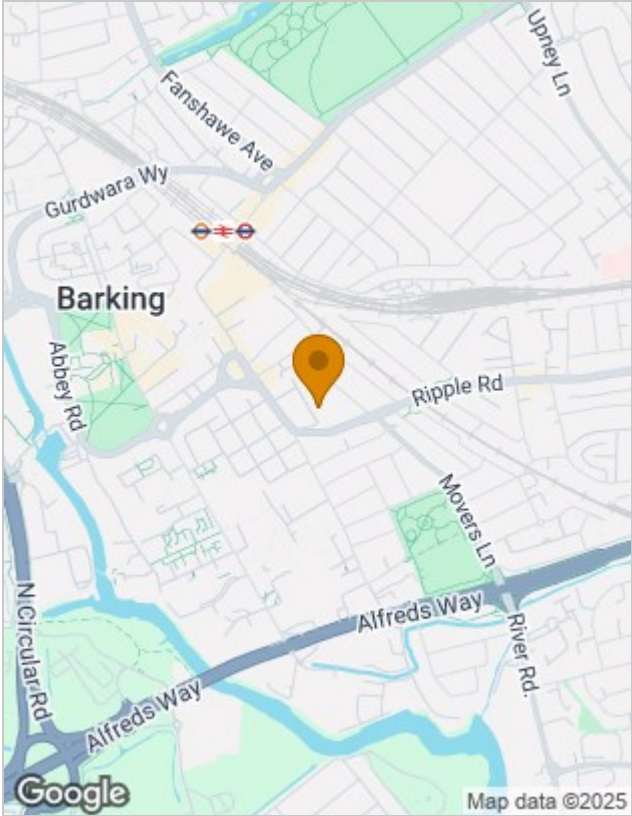 Upney Ln
Fanshawe Ave
Gurdwara Wy
Barking
Abbey Rd
Ripple Rd
Movers Ln
N Circular Rd
Alfreds Way
River Rd.
Alfreds Way
Google
Map data ©2025